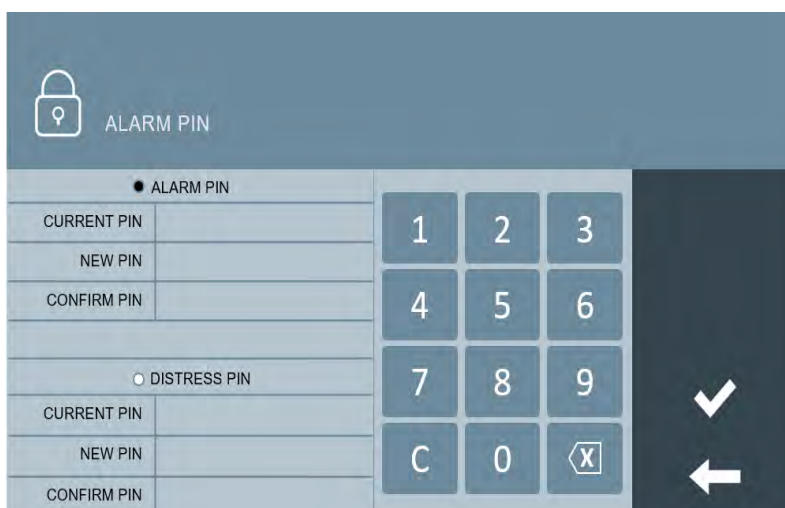 ALARM PIN
ALARM PIN
CURRENT PIN
NEW PIN
CONFIRM PIN
DISTRESS PIN
CURRENT PIN
NEW PIN
CONFIRM PIN
1 2 3
4 5 6
7 8 9
C 0 X